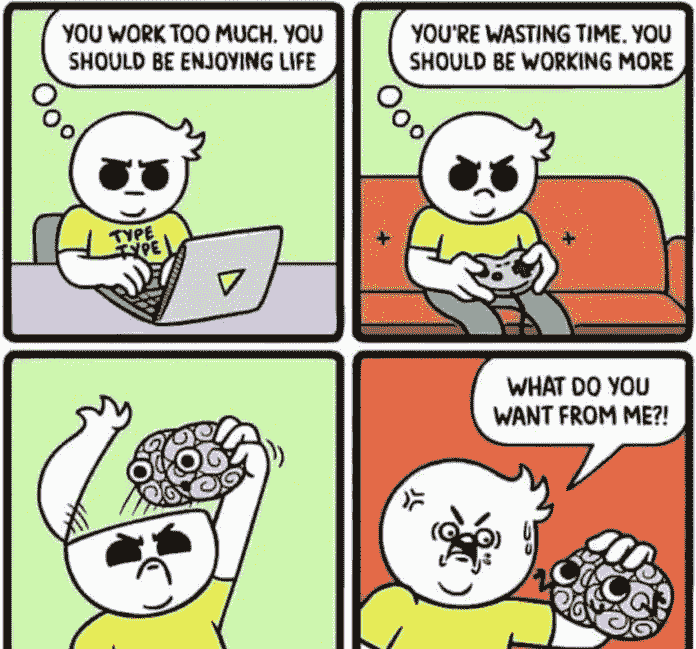 YOU WORK TOO MUCH. YOU
SHOULD BE ENJOYING LIFE
TYPE
TYPE
YOU'RE WASTING TIME. YOU
SHOULD BE WORKING MORE
WHAT DO YOU
WANT FROM ME?!